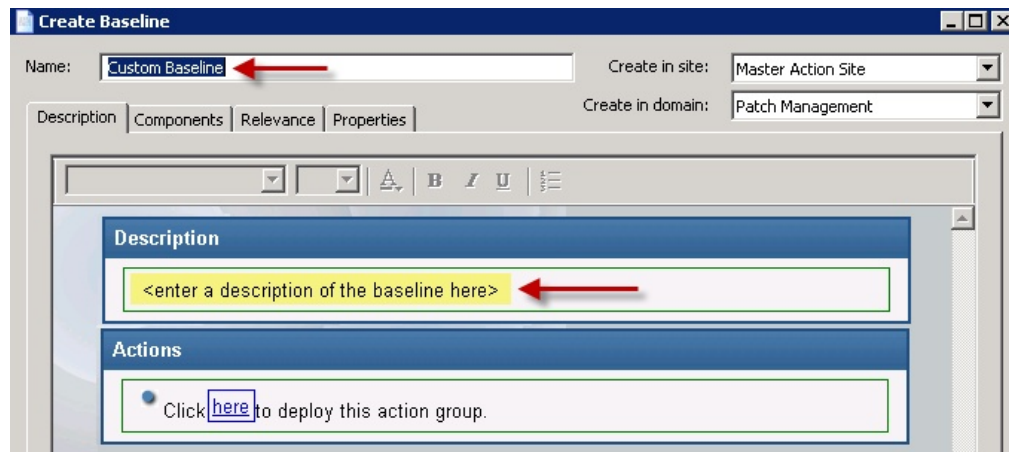 Create Baseline
Name: Custom Baseline Create in site: Master Action Site
Create in domain: Patch Management
Description Components Relevance Properties
A B I U
Description
<enter a description of the baseline here>
Actions
Click here to deploy this action group.